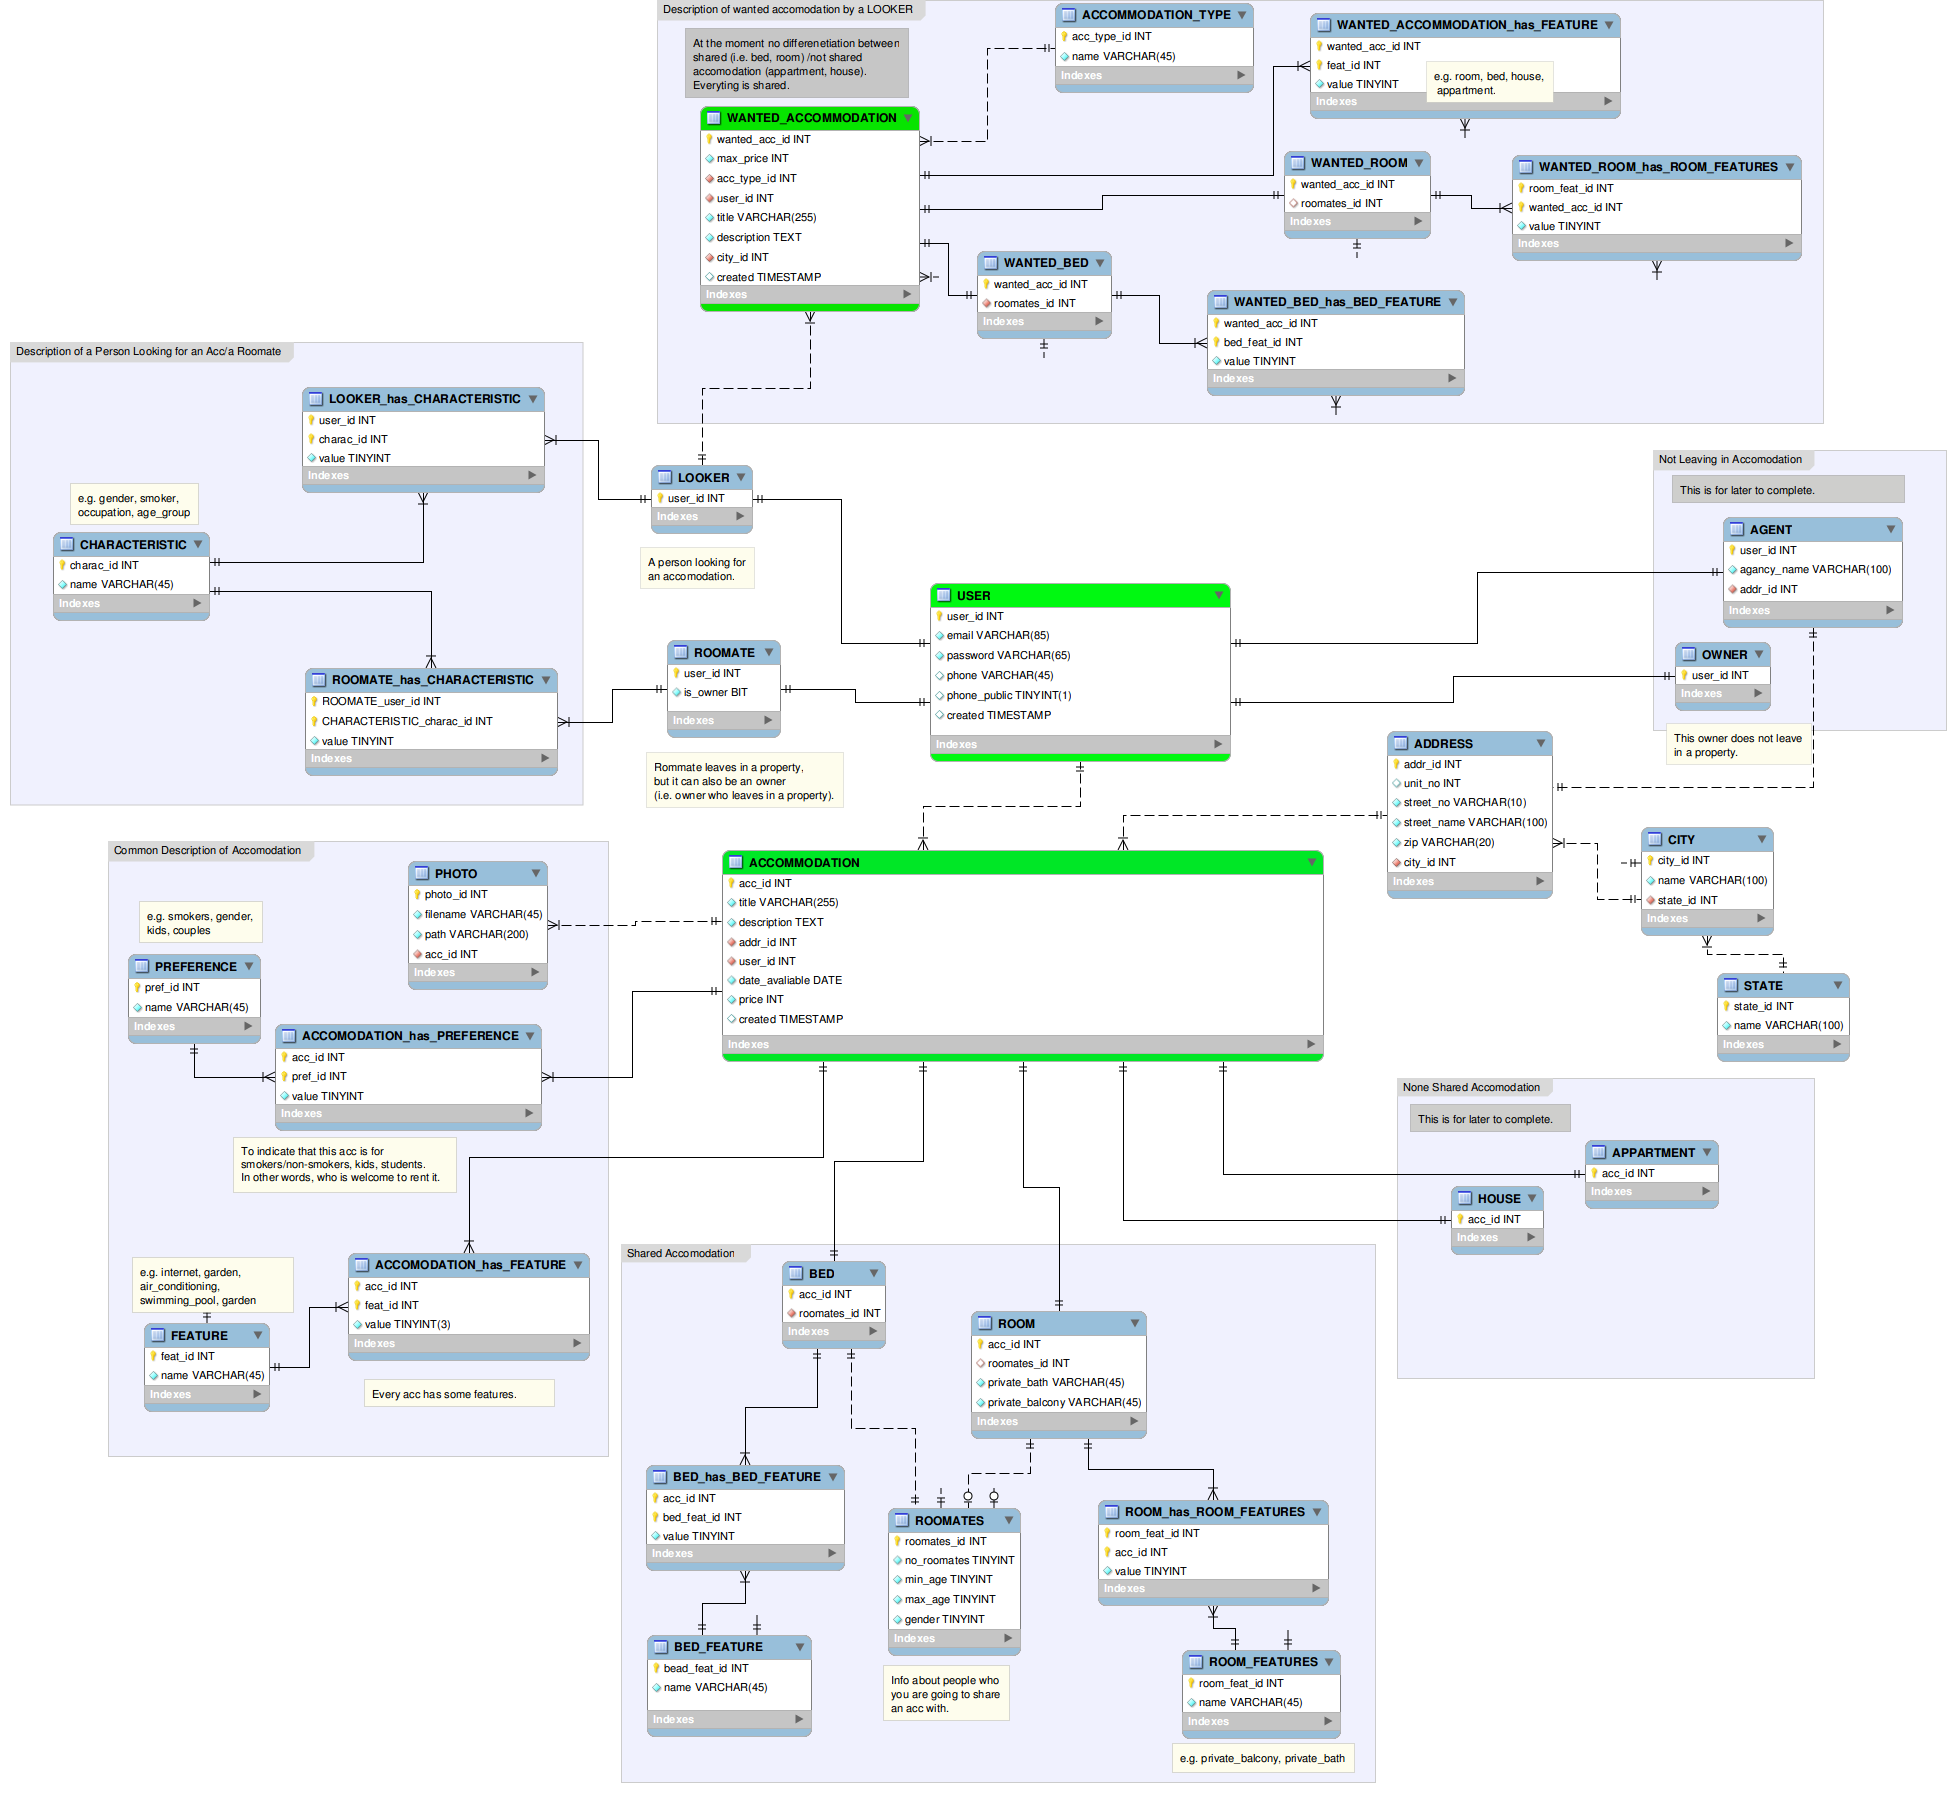 Description of wanted accomodation by a LOOKER
At the moment no differenetiation between
shared (i.e. bed, room) /not shared
accomodation (appartment, house).
Everyting is shared.
ACCOMMODATION_TYPE
acc_type_id INT
name VARCHAR(45)
Indexes
WANTED_ACCOMMODATION_has_FEATURE
wanted_acc_id INT
feat_id INT
value TINYINT
Indexes
e.g. room, bed, house,
appartment.
WANTED_ACCOMMODATION
wanted_acc_id INT
max_price INT
acc_type_id INT
user_id INT
title VARCHAR(255)
description TEXT
city_id INT
created TIMESTAMP
Indexes
WANTED_ROOM
wanted_acc_id INT
roomates_id INT
Indexes
WANTED_ROOM_has_ROOM_FEATURES
room_feat_id INT
wanted_acc_id INT
value TINYINT
Indexes
WANTED_BED
wanted_acc_id INT
roomates_id INT
Indexes
WANTED_BED_has_BED_FEATURE
wanted_acc_id INT
bed_feat_id INT
value TINYINT
Indexes
Description of a Person Looking for an Acc/a Roomate
LOOKER_has_CHARACTERISTIC
user_id INT
charac_id INT
value TINYINT
Indexes
e.g. gender, smoker,
occupation, age_group
CHARACTERISTIC
charac_id INT
name VARCHAR(45)
Indexes
ROOMATE_has_CHARACTERISTIC
ROOMATE_user_id INT
CHARACTERISTIC_charac_id INT
value TINYINT
Indexes
LOOKER
user_id INT
Indexes
A person looking for
an accomodation.
ROOMATE
user_id INT
is_owner BIT
Indexes
Rommate leaves in a property,
but it can also be an owner
(i.e. owner who leaves in a property).
USER
user_id INT
email VARCHAR(85)
password VARCHAR(65)
phone VARCHAR(45)
phone_public TINYINT(1)
created TIMESTAMP
Indexes
Not Leaving in Accomodation
This is for later to complete.
AGENT
user_id INT
agancy_name VARCHAR(100)
addr_id INT
Indexes
OWNER
user_id INT
Indexes
This owner does not leave
in a property.
ADDRESS
addr_id INT
unit_no INT
street_no VARCHAR(10)
street_name VARCHAR(100)
zip VARCHAR(20)
city_id INT
Indexes
CITY
city_id INT
name VARCHAR(100)
state_id INT
Indexes
STATE
state_id INT
name VARCHAR(100)
Indexes
Common Description of Accomodation
PHOTO
photo_id INT
filename VARCHAR(45)
path VARCHAR(200)
acc_id INT
Indexes
e.g. smokers, gender,
kids, couples
PREFERENCE
pref_id INT
name VARCHAR(45)
Indexes
ACCOMODATION_has_PREFERENCE
acc_id INT
pref_id INT
value TINYINT
Indexes
To indicate that this acc is for
smokers/non-smokers, kids, students.
In other words, who is welcome to rent it.
ACCOMMODATION
acc_id INT
title VARCHAR(255)
description TEXT
addr_id INT
user_id INT
date_avaliable DATE
price INT
created TIMESTAMP
Indexes
e.g. internet, garden,
air_conditioning,
swimming_pool, garden
FEATURE
feat_id INT
name VARCHAR(45)
Indexes
ACCOMODATION_has_FEATURE
acc_id INT
feat_id INT
value TINYINT(3)
Indexes
Every acc has some features.
None Shared Accomodation
This is for later to complete.
APPARTMENT
acc_id INT
Indexes
HOUSE
acc_id INT
Indexes
Shared Accomodation
BED
acc_id INT
roomates_id INT
Indexes
ROOM
acc_id INT
roomates_id INT
private_bath VARCHAR(45)
private_balcony VARCHAR(45)
Indexes
BED_has_BED_FEATURE
acc_id INT
bed_feat_id INT
value TINYINT
Indexes
ROOMATES
roomates_id INT
no_roomates TINYINT
min_age TINYINT
max_age TINYINT
gender TINYINT
Indexes
ROOM_has_ROOM_FEATURES
room_feat_id INT
acc_id INT
value TINYINT
Indexes
BED_FEATURE
bead_feat_id INT
name VARCHAR(45)
Indexes
Info about people who
you are going to share
an acc with.
ROOM_FEATURES
room_feat_id INT
name VARCHAR(45)
Indexes
e.g. private_balcony, private_bath